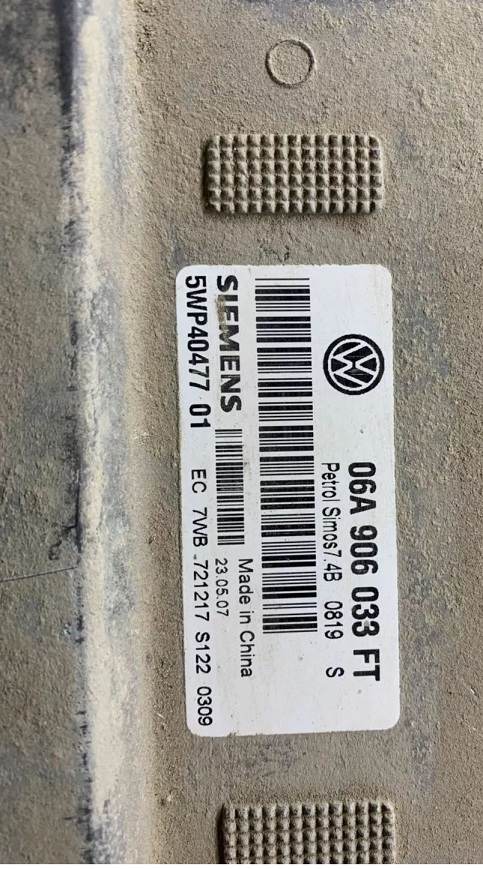 06A 906 033 FT
Petrol Simos7.4B 0819 S
SIEMENS Made in China
23.05.07
5WP40477 01 EC 7WB 721217 S122 0309